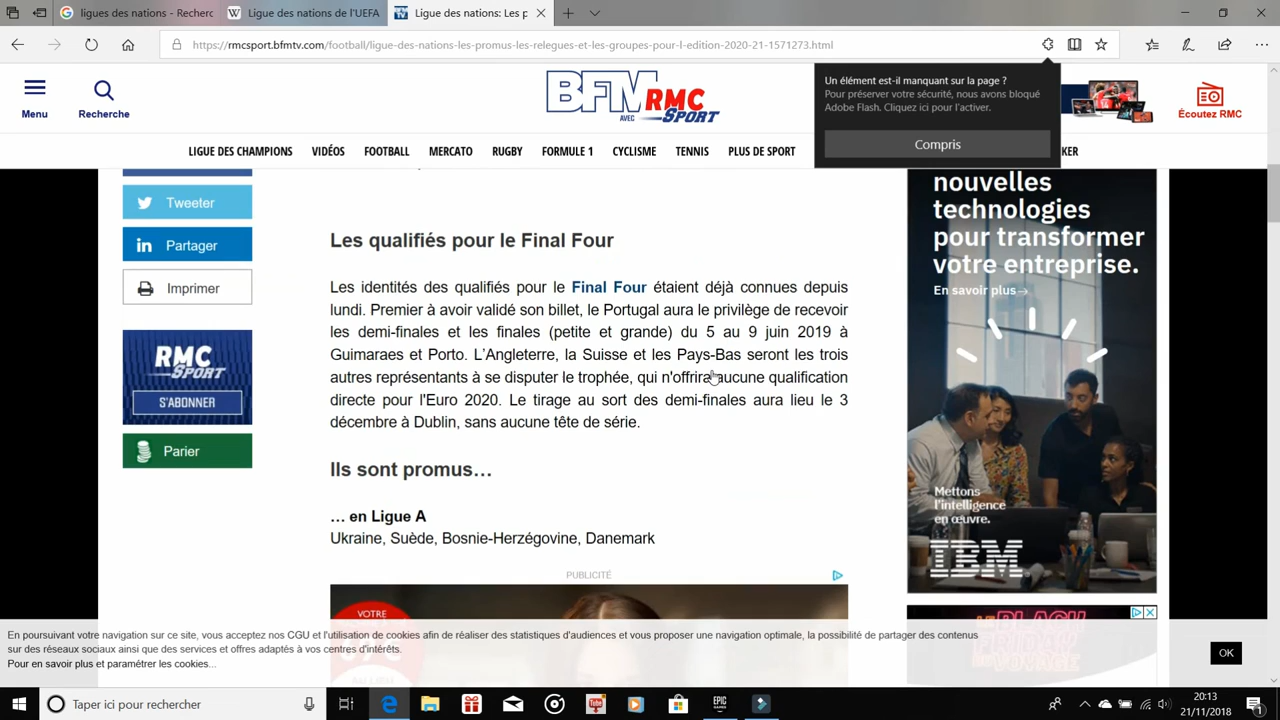 ligues des nations - Recherche
Ligue des nations de l'UEFA
Ligue des nations: Les p
https://rmcsport.bfmtv.com/football/ligue-des-nations-les-promus-les-relegues-et-les-groupes-pour-l-edition-2020-21-1571273.html
Un élément est-il manquant sur la page ?
Pour préserver votre sécurité, nous avons bloqué
Adobe Flash. Cliquez ici pour l'activer.
Compris
Menu
Recherche
BFM AVEC RMC SPORT
Écoutez RMC
LIGUE DES CHAMPIONS VIDÉOS FOOTBALL MERCATO RUGBY FORMULE 1 CYCLISME TENNIS PLUS DE SPORT KER
Tweeter
Partager
Imprimer
RMC
SPORT
S'ABONNER
Parier
Les qualifiés pour le Final Four
Les identités des qualifiés pour le Final Four étaient déjà connues depuis
lundi. Premier à avoir validé son billet, le Portugal aura le privilège de recevoir
les demi-finales et les finales (petite et grande) du 5 au 9 juin 2019 à
Guimaraes et Porto. L'Angleterre, la Suisse et les Pays-Bas seront les trois
autres représentants à se disputer le trophée, qui n'offrira aucune qualification
directe pour l'Euro 2020. Le tirage au sort des demi-finales aura lieu le 3
décembre à Dublin, sans aucune tête de série.
Ils sont promus…
… en Ligue A
Ukraine, Suède, Bosnie-Herzégovine, Danemark
PUBLICITÉ
VOTRE
nouvelles
technologies
pour transformer
votre entreprise.
En savoir plus→
Mettons
l'intelligence
en œuvre.
IBM
BLACK
En poursuivant votre navigation sur ce site, vous acceptez nos CGU et l'utilisation de cookies afin de réaliser des statistiques d'audiences et vous proposer une navigation optimale, la possibilité de partager des contenus
sur des réseaux sociaux ainsi que des services et offres adaptés à vos centres d'intérêts.
Pour en savoir plus et paramétrer les cookies...
OK
Taper ici pour rechercher
EPIC
GAMES
20:13
21/11/2018
1